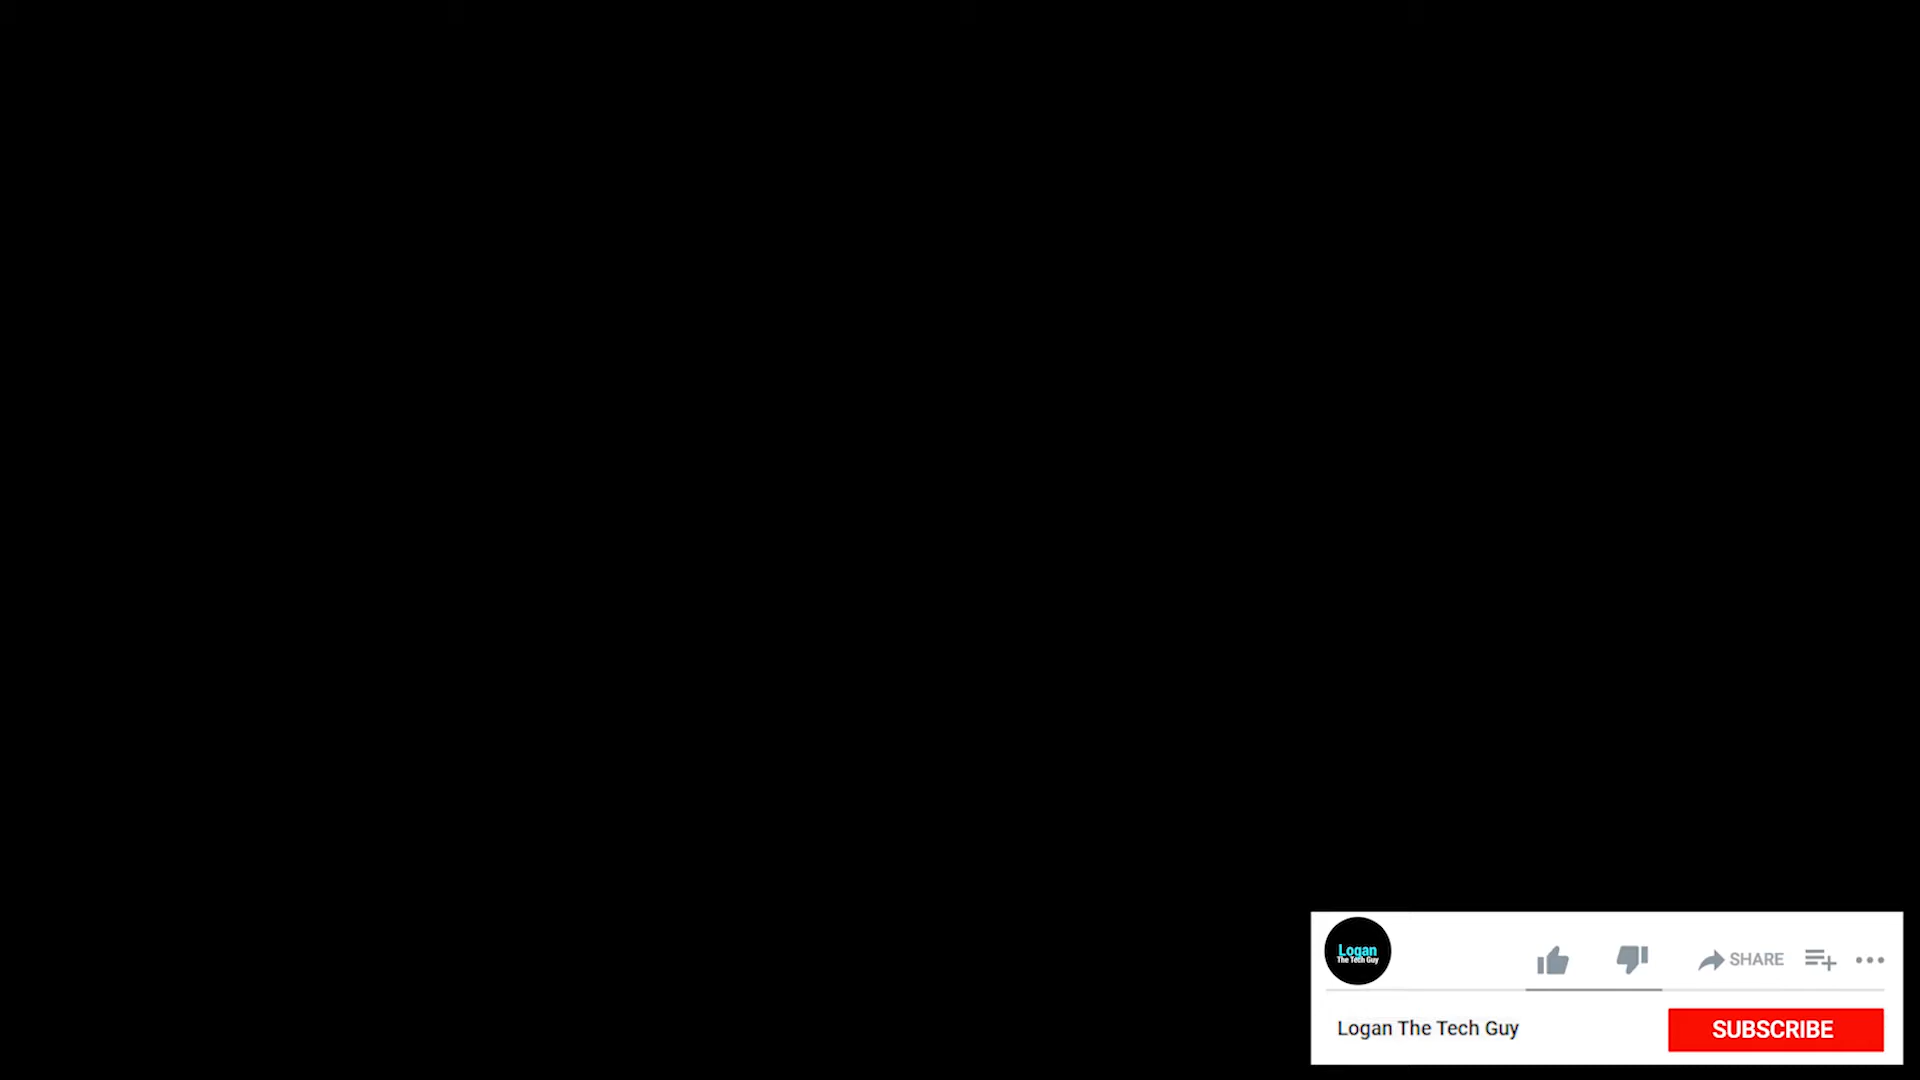 Logan
The Tech Guy
SHARE
Logan The Tech Guy
SUBSCRIBE